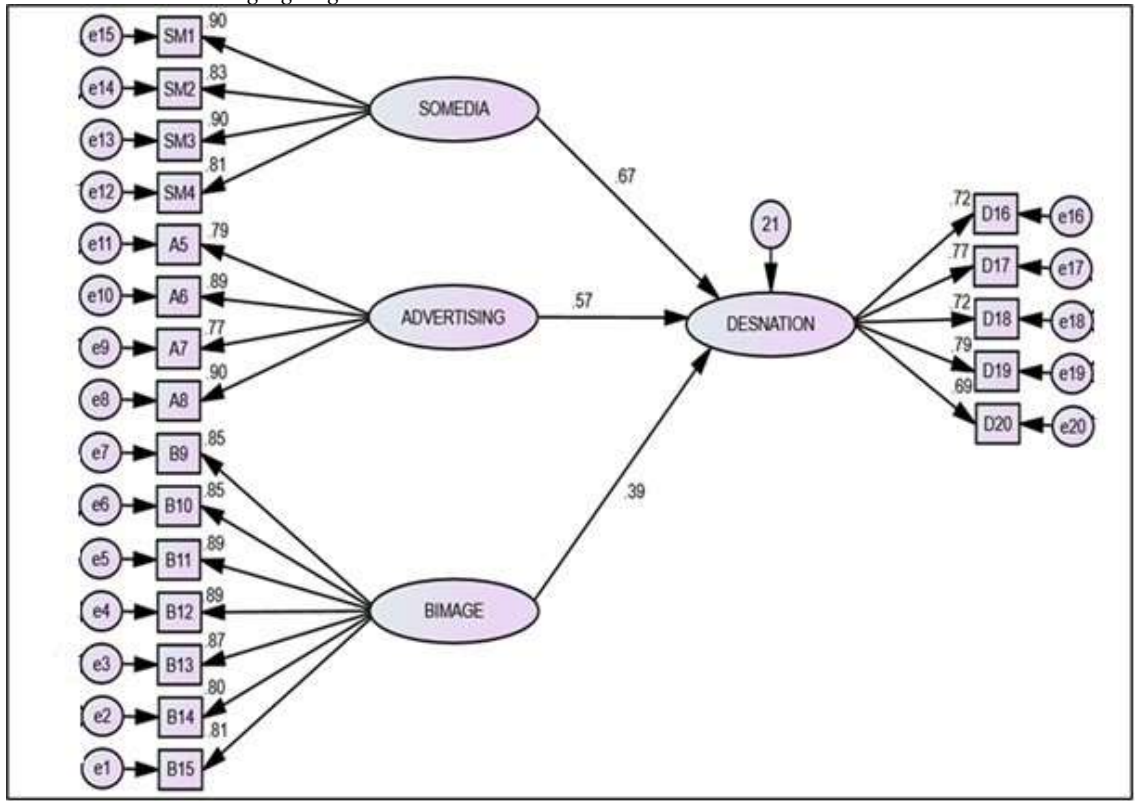 e15 SM1 .90
e14 SM2 .83
e13 SM3 .90
e12 SM4 .81
e11 A5 .79
e10 A6 .89
e9 A7 .77
e8 A8 .90
e7 B9 .85
e6 B10 .85
e5 B11 .89
e4 B12 .89
e3 B13 .87
e2 B14 .80
e1 B15 .81
SOMEDIA
ADVERTISING
BIMAGE
.67
.57
.39
21
DESNATION
.72 D16 e16
.77 D17 e17
.72 D18 e18
.79 D19 e19
.69 D20 e20